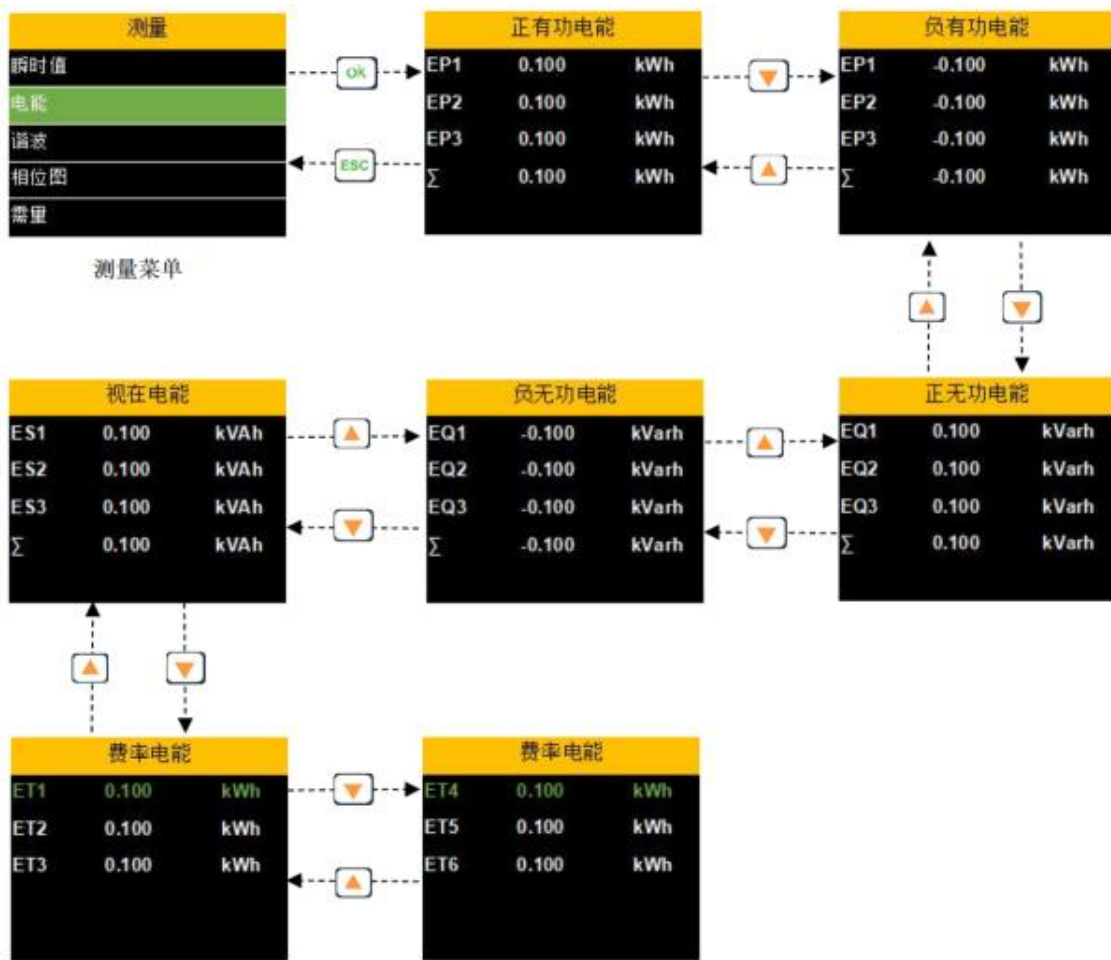 测量
瞬时值
电能
谐波
相位图
需量
测量菜单
ok
ESC
正有功电能
EP1 0.100 kWh
EP2 0.100 kWh
EP3 0.100 kWh
∑ 0.100 kWh
负有功电能
EP1 -0.100 kWh
EP2 -0.100 kWh
EP3 -0.100 kWh
∑ -0.100 kWh
视在电能
ES1 0.100 kVAh
ES2 0.100 kVAh
ES3 0.100 kVAh
∑ 0.100 kVAh
负无功电能
EQ1 -0.100 kVarh
EQ2 -0.100 kVarh
EQ3 -0.100 kVarh
∑ -0.100 kVarh
正无功电能
EQ1 0.100 kVarh
EQ2 0.100 kVarh
EQ3 0.100 kVarh
∑ 0.100 kVarh
费率电能
ET1 0.100 kWh
ET2 0.100 kWh
ET3 0.100 kWh
费率电能
ET4 0.100 kWh
ET5 0.100 kWh
ET6 0.100 kWh